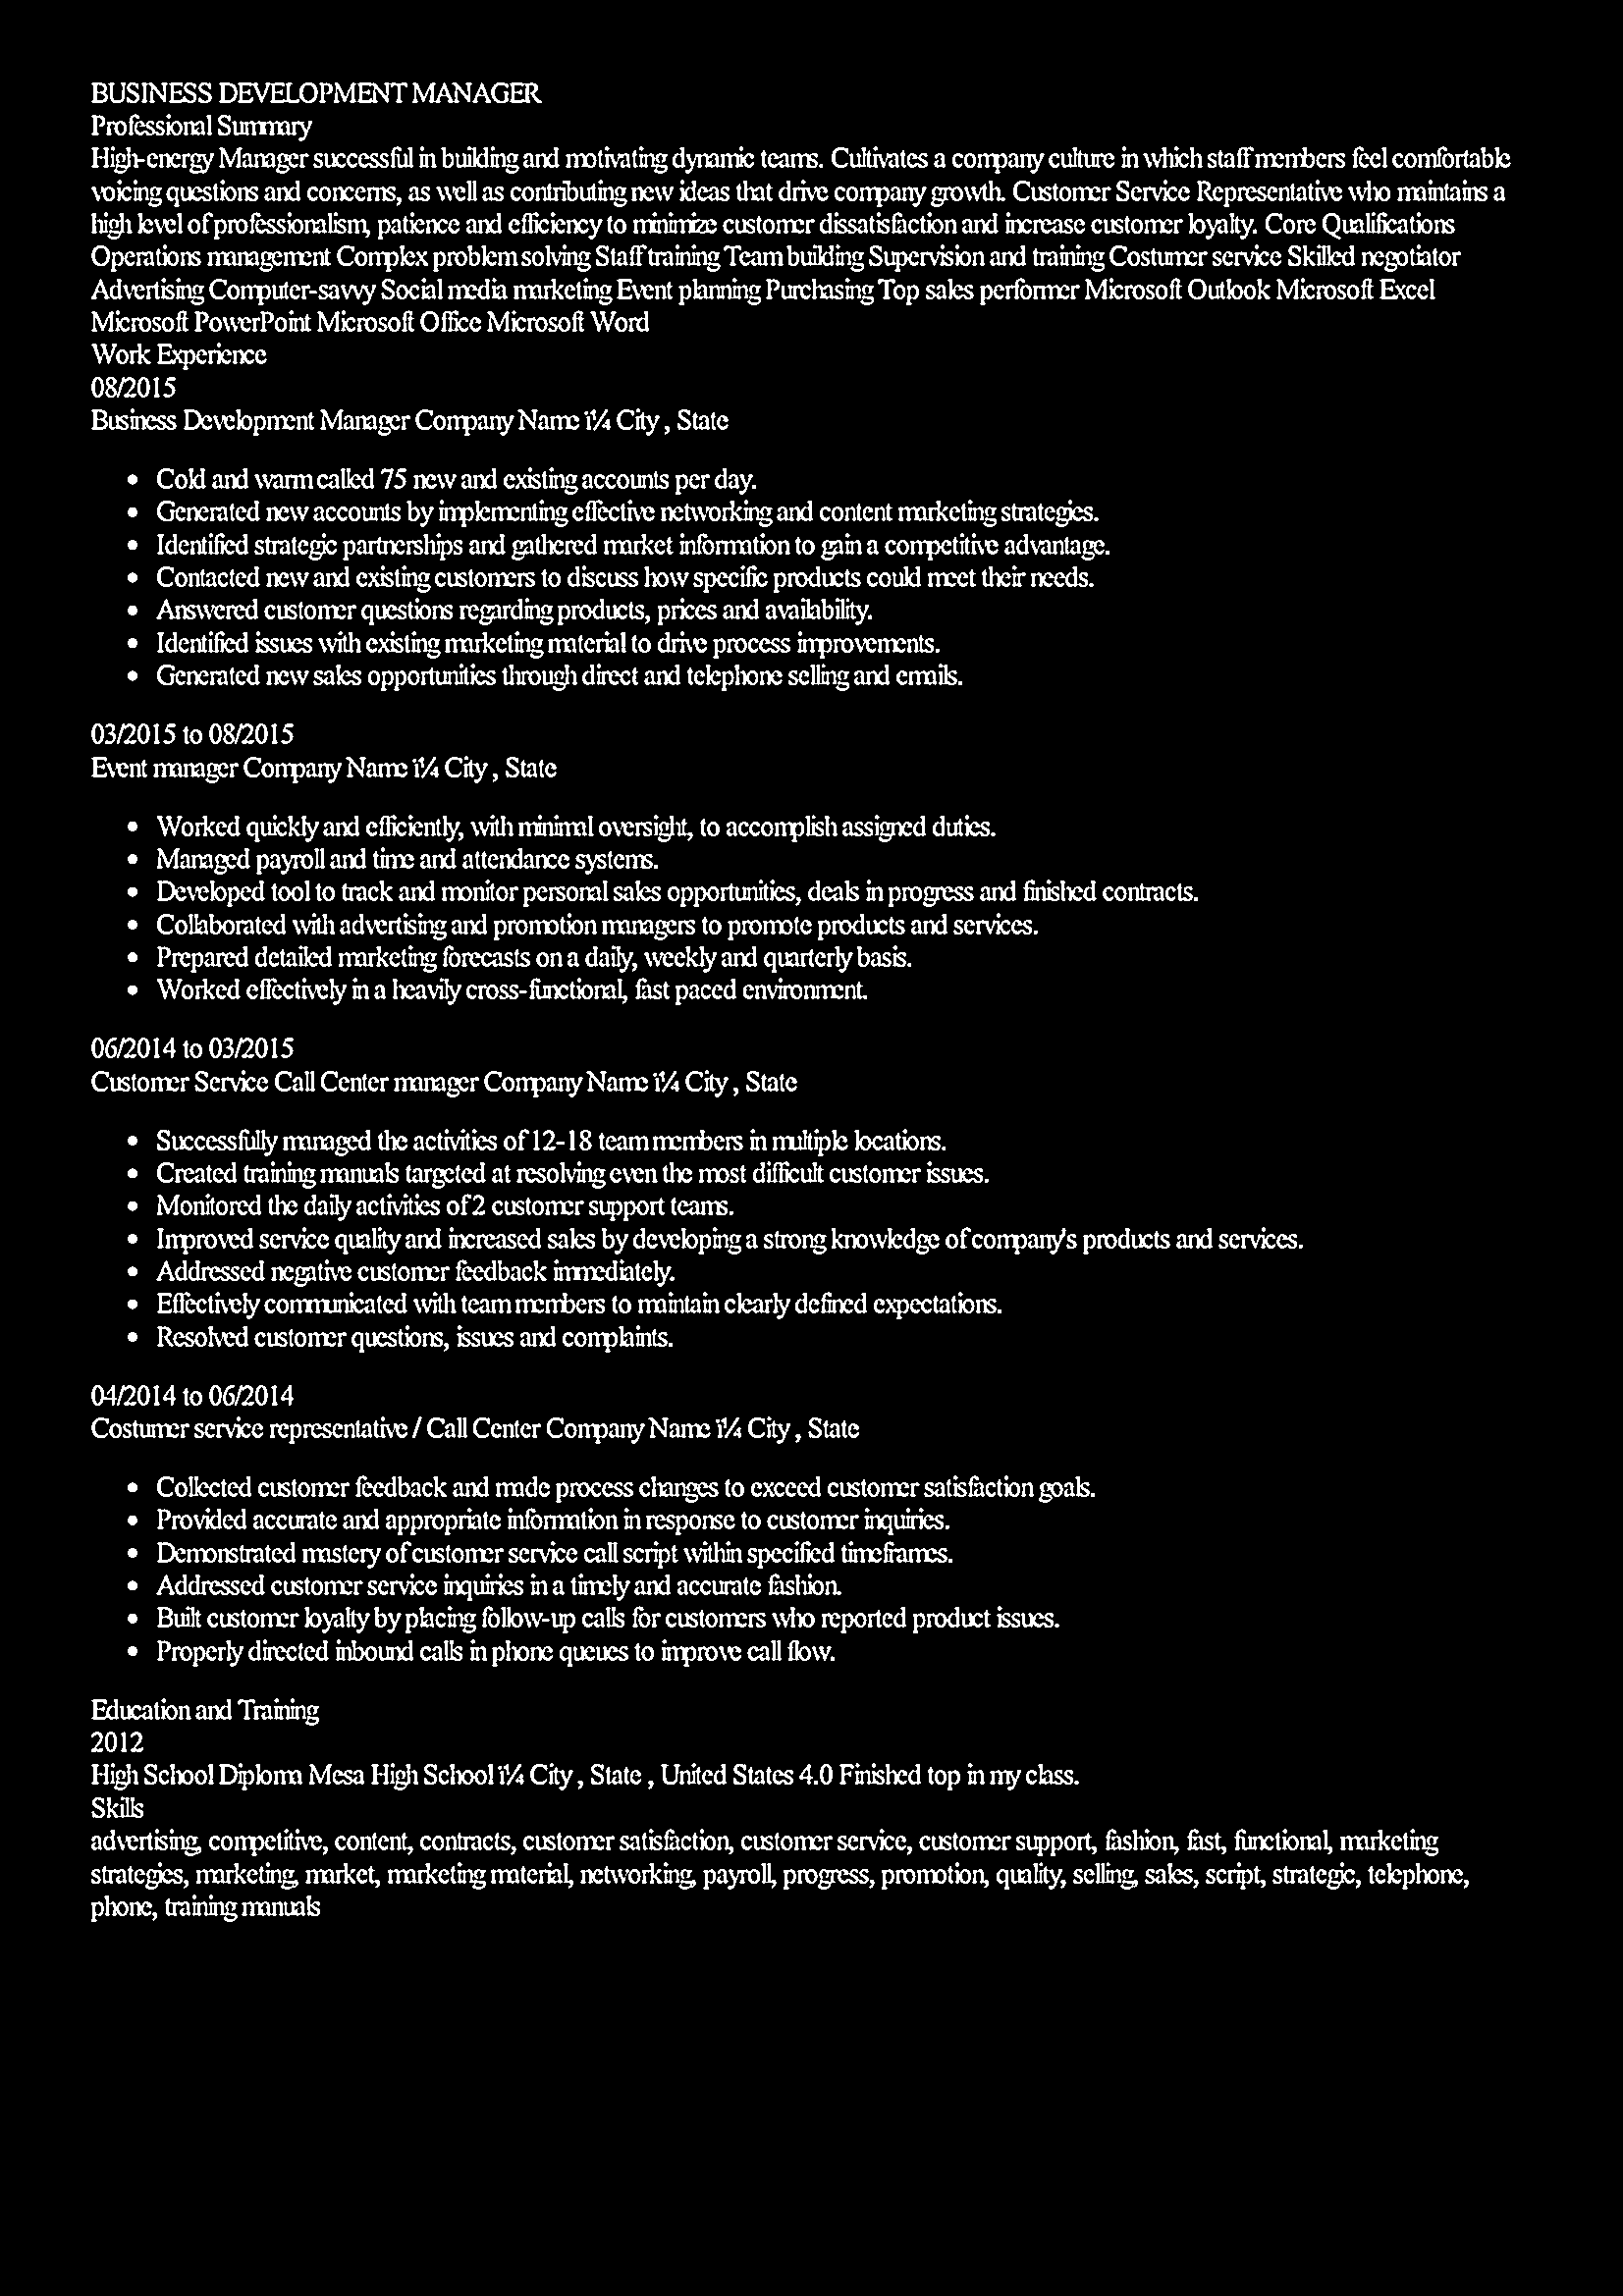 BUSINESS DEVELOPMENT MANAGER
Professional Summary
High-energy Manager successful in building and motivating dynamic teams. Cultivates a company culture in which staff members feel comfortable
voicing questions and concerns, as well as contributing new ideas that drive company growth. Customer Service Representative who maintains a
high level of professionalism, patience and efficiency to minimize customer dissatisfaction and increase customer loyalty. Core Qualifications
Operations management Complex problem solving Staff training Team building Supervision and training Costumer service Skilled negotiator
Advertising Computer-savvy Social media marketing Event planning Purchasing Top sales performer Microsoft Outlook Microsoft Excel
Microsoft PowerPoint Microsoft Office Microsoft Word
Work Experience
08/2015
Business Development Manager Company Name ï¼ City , State
• Cold and warm called 75 new and existing accounts per day.
• Generated new accounts by implementing effective networking and content marketing strategies.
• Identified strategic partnerships and gathered market information to gain a competitive advantage.
• Contacted new and existing customers to discuss how specific products could meet their needs.
• Answered customer questions regarding products, prices and availability.
• Identified issues with existing marketing material to drive process improvements.
• Generated new sales opportunities through direct and telephone selling and emails.
03/2015 to 08/2015
Event manager Company Name ï¼ City , State
• Worked quickly and efficiently, with minimal oversight, to accomplish assigned duties.
• Managed payroll and time and attendance systems.
• Developed tool to track and monitor personal sales opportunities, deals in progress and finished contracts.
• Collaborated with advertising and promotion managers to promote products and services.
• Prepared detailed marketing forecasts on a daily, weekly and quarterly basis.
• Worked effectively in a heavily cross-functional, fast paced environment.
06/2014 to 03/2015
Customer Service Call Center manager Company Name ï¼ City , State
• Successfully managed the activities of 12-18 team members in multiple locations.
• Created training manuals targeted at resolving even the most difficult customer issues.
• Monitored the daily activities of 2 customer support teams.
• Improved service quality and increased sales by developing a strong knowledge of company's products and services.
• Addressed negative customer feedback immediately.
• Effectively communicated with team members to maintain clearly defined expectations.
• Resolved customer questions, issues and complaints.
04/2014 to 06/2014
Costumer service representative / Call Center Company Name ï¼ City , State
• Collected customer feedback and made process changes to exceed customer satisfaction goals.
• Provided accurate and appropriate information in response to customer inquiries.
• Demonstrated mastery of customer service call script within specified timeframes.
• Addressed customer service inquiries in a timely and accurate fashion.
• Built customer loyalty by placing follow-up calls for customers who reported product issues.
• Properly directed inbound calls in phone queues to improve call flow.
Education and Training
2012
High School Diploma Mesa High School ï¼ City , State , United States 4.0 Finished top in my class.
Skills
advertising, competitive, content, contracts, customer satisfaction, customer service, customer support, fashion, fast, functional, marketing
strategies, marketing, market, marketing material, networking, payroll, progress, promotion, quality, selling, sales, script, strategic, telephone,
phone, training manuals